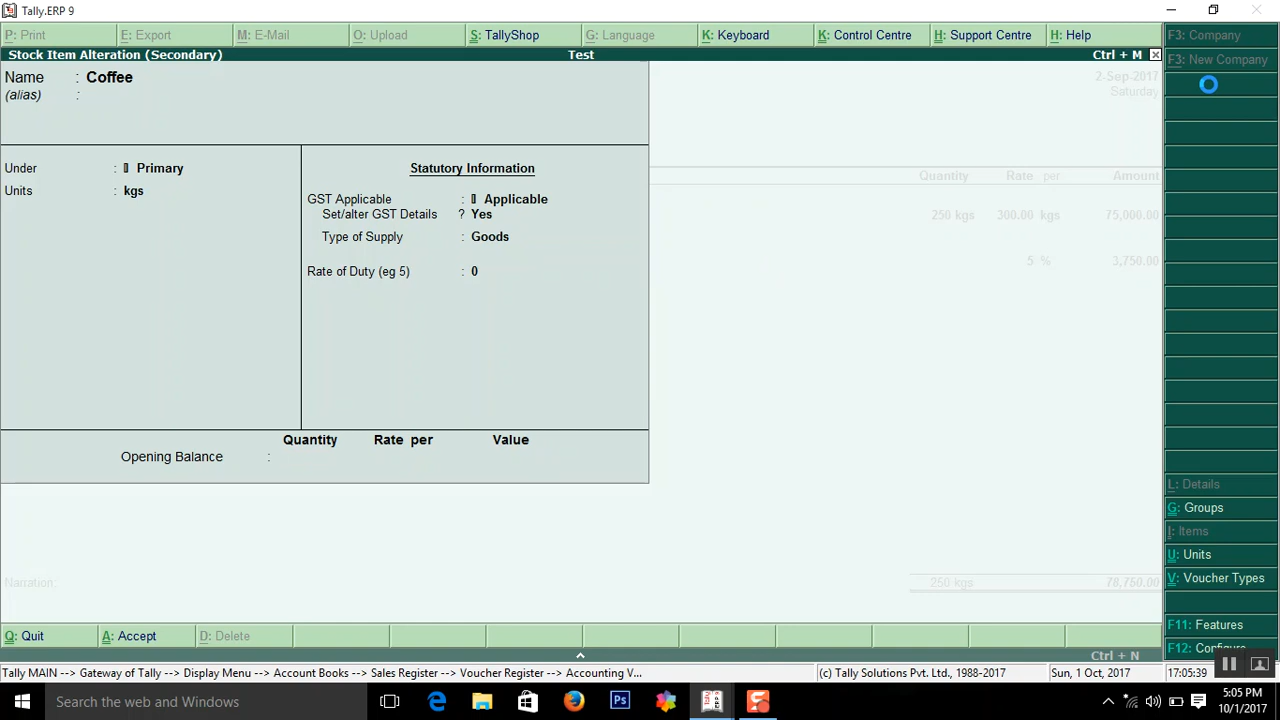 Tally.ERP 9
P: Print E: Export M: E-Mail O: Upload S: TallyShop G: Language K: Keyboard K: Control Centre H: Support Centre H: Help F3: Company
Stock Item Alteration (Secondary) Test Ctrl + M
F3: New Company
Name : Coffee
2-Sep-2017
(alias) :
Saturday
Under : Primary
Statutory Information
Units : kgs
Quantity Rate per Amount
GST Applicable : Applicable
Set/alter GST Details ? Yes
250 kgs 300.00 kgs 75,000.00
Type of Supply : Goods
5 % 3,750.00
Rate of Duty (eg 5) : 0
Quantity Rate per Value
Opening Balance :
L: Details
G: Groups
I: Items
U: Units
V: Voucher Types
Narration: 250 kgs 78,750.00
F11: Features
Q: Quit A: Accept D: Delete
F12: Configure
Ctrl + N
Tally MAIN --> Gateway of Tally --> Display Menu --> Account Books --> Sales Register --> Voucher Register --> Accounting V... (c) Tally Solutions Pvt. Ltd., 1988-2017 Sun, 1 Oct, 2017 17:05:39
Search the web and Windows
Ps
5:05 PM
10/1/2017